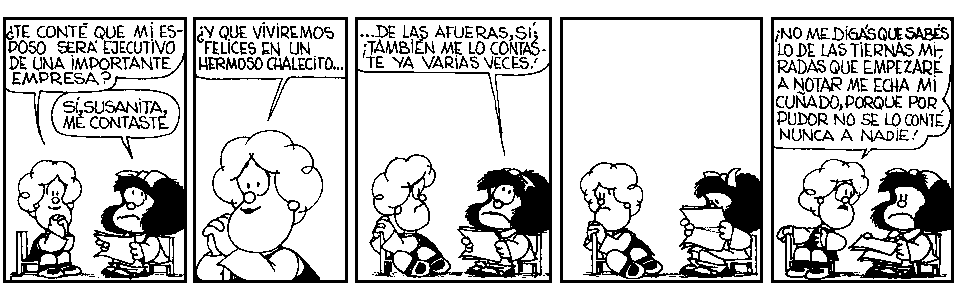 ¿TE CONTÉ QUE MI ES-
POSO SERÁ EJECUTIVO
DE UNA IMPORTANTE
EMPRESA?
SÍ, SUSANITA,
ME CONTASTE
¿Y QUE VIVIREMOS
FELICES EN UN
HERMOSO CHALECITO...
...DE LAS AFUERAS, SÍ;
¡TAMBIÉN ME LO CONTAS-
TE YA VARIAS VECES!
¡NO ME DIGÁS QUE SABÉS
LO DE LAS TIERNAS MI-
RADAS QUE EMPEZARÉ
A NOTAR ME ECHA MI
CUÑADO, PORQUE POR
PUDOR NO SE LO CONTÉ
NUNCA A NADIE!